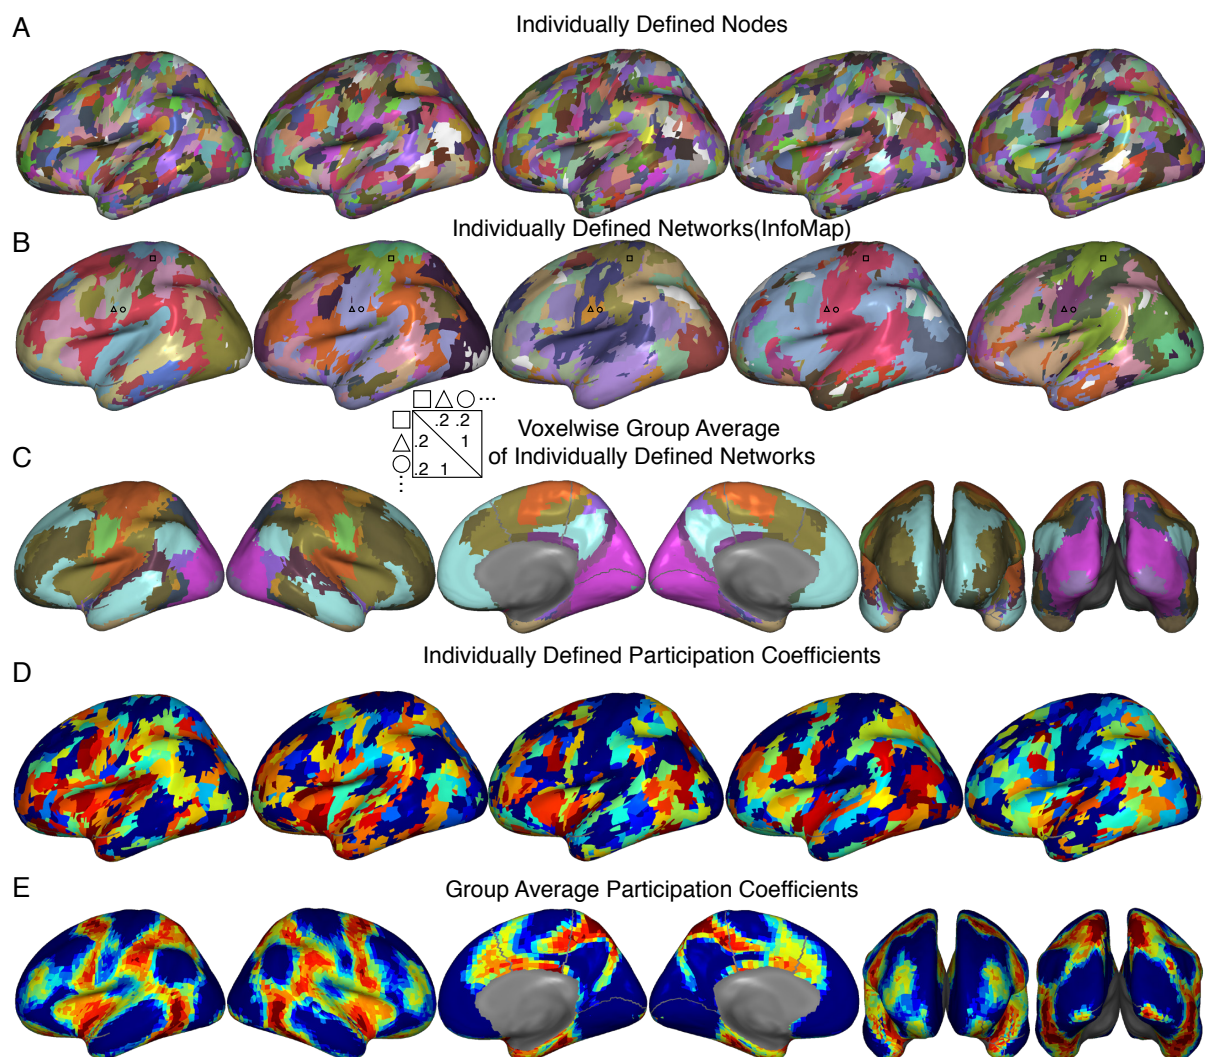 A
Individually Defined Nodes
B
Individually Defined Networks(InfoMap)
.2 .2
.2 1
.2 1
Voxelwise Group Average
of Individually Defined Networks
C
Individually Defined Participation Coefficients
D
Group Average Participation Coefficients
E